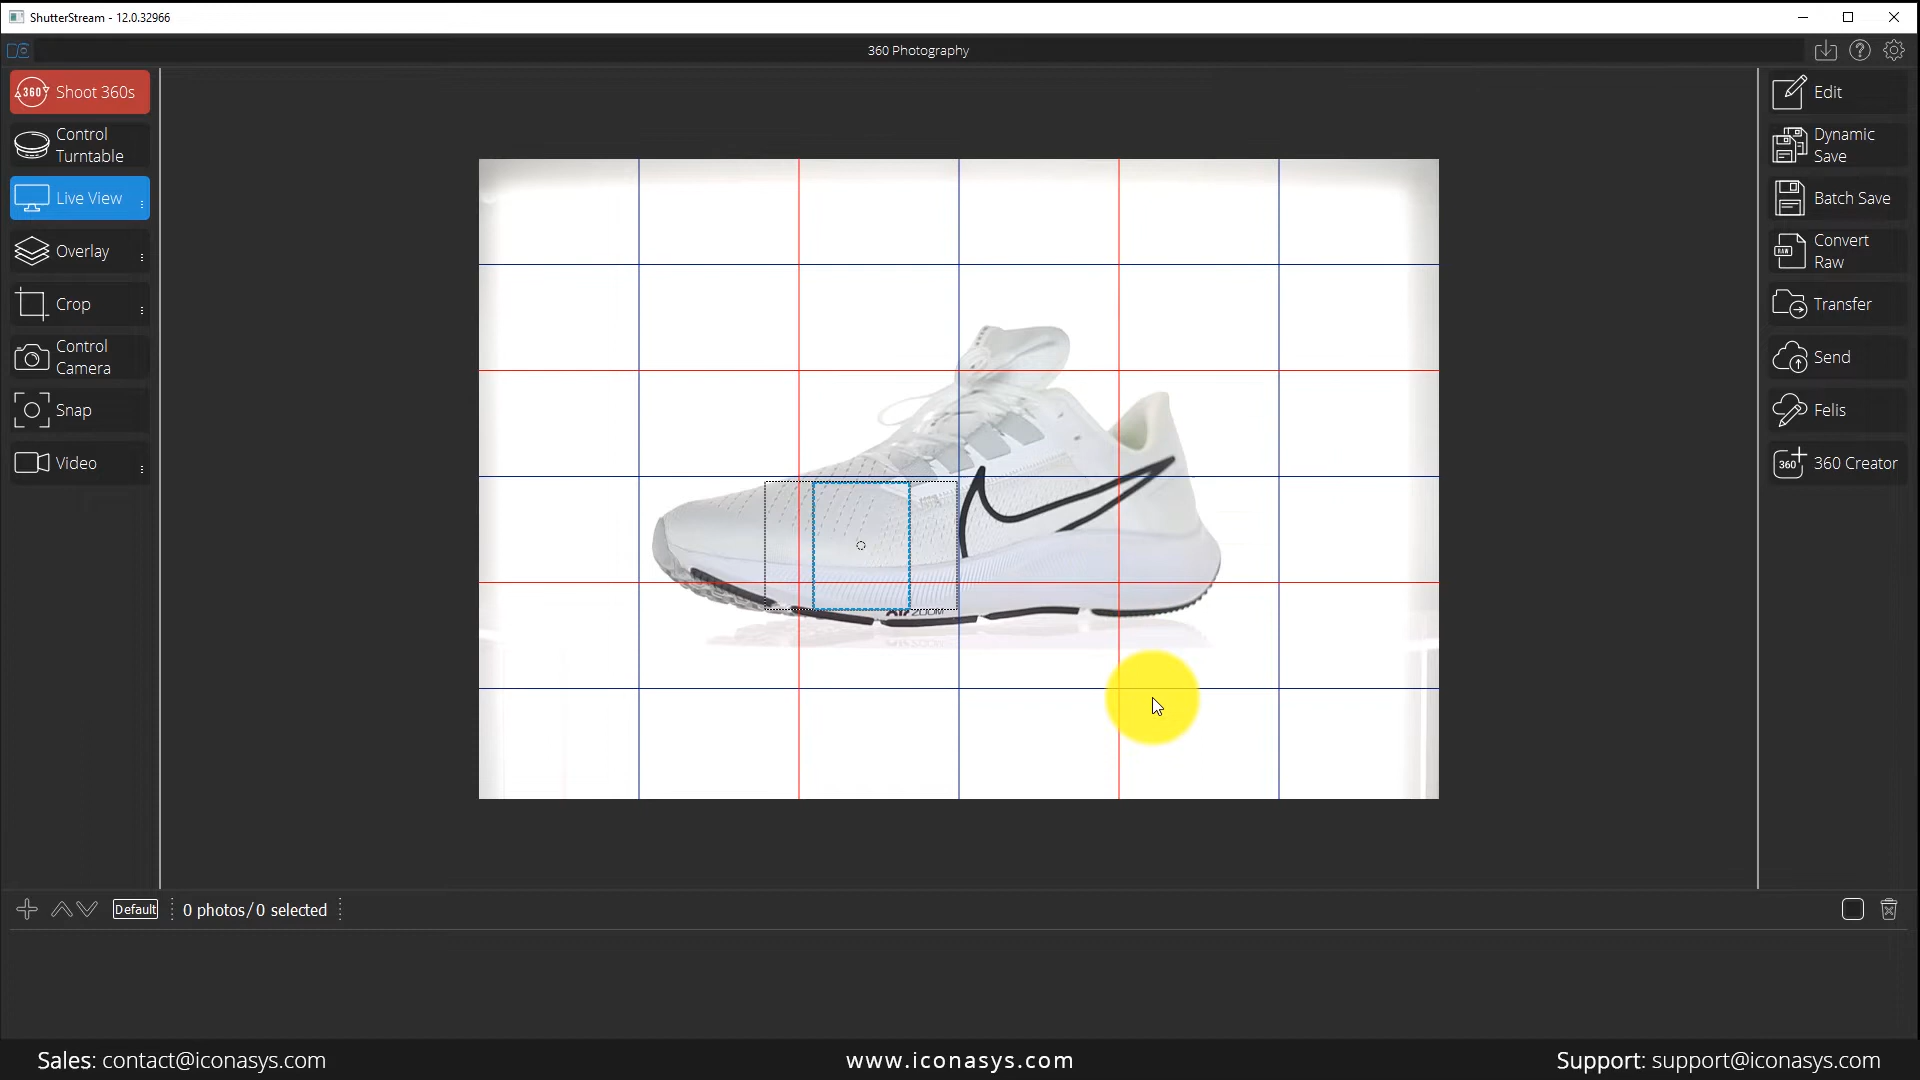 ShutterStream - 12.0.32966
360 Photography
360
Shoot 360s
Control
Turntable
Live View
Overlay
Crop
Control
Camera
Snap
Video
Edit
Dynamic
Save
Batch Save
RAW
Convert
Raw
Transfer
Send
Felis
360
360 Creator
ZOOM
Default
0 photos/0 selected
Sales: contact@iconasys.com
www.iconasys.com
Support: support@iconasys.com